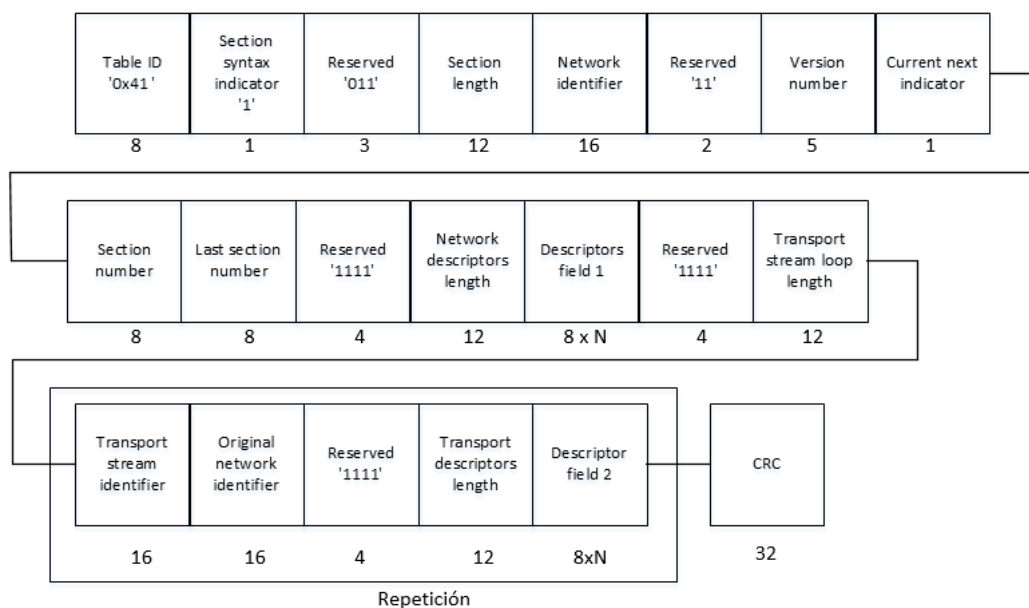 Table ID
'0x41'
Section
syntax
indicator
'1'
Reserved
'011'
Section
length
Network
identifier
Reserved
'11'
Version
number
Current next
indicator
8
1
3
12
16
2
5
1
Section
number
Last section
number
Reserved
'1111'
Network
descriptors
length
Descriptors
field 1
Reserved
'1111'
Transport
stream loop
length
8
8
4
12
8 x N
4
12
Transport
stream
identifier
Original
network
identifier
Reserved
'1111'
Transport
descriptors
length
Descriptor
field 2
CRC
16
16
4
12
8xN
32
Repetición